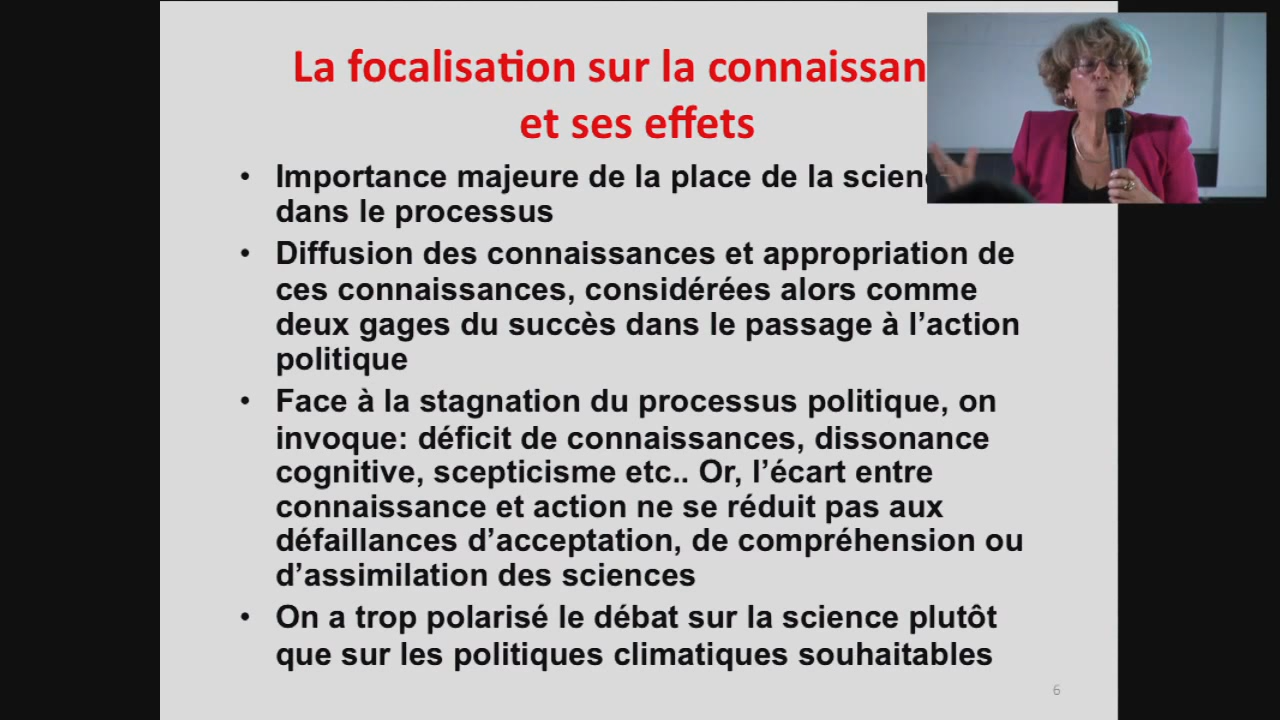 La focalisation sur la connaissan
et ses effets
• Importance majeure de la place de la scien
dans le processus
• Diffusion des connaissances et appropriation de
ces connaissances, considérées alors comme
deux gages du succès dans le passage à l’action
politique
• Face à la stagnation du processus politique, on
invoque: déficit de connaissances, dissonance
cognitive, scepticisme etc.. Or, l’écart entre
connaissance et action ne se réduit pas aux
défaillances d’acceptation, de compréhension ou
d’assimilation des sciences
• On a trop polarisé le débat sur la science plutôt
que sur les politiques climatiques souhaitables
6